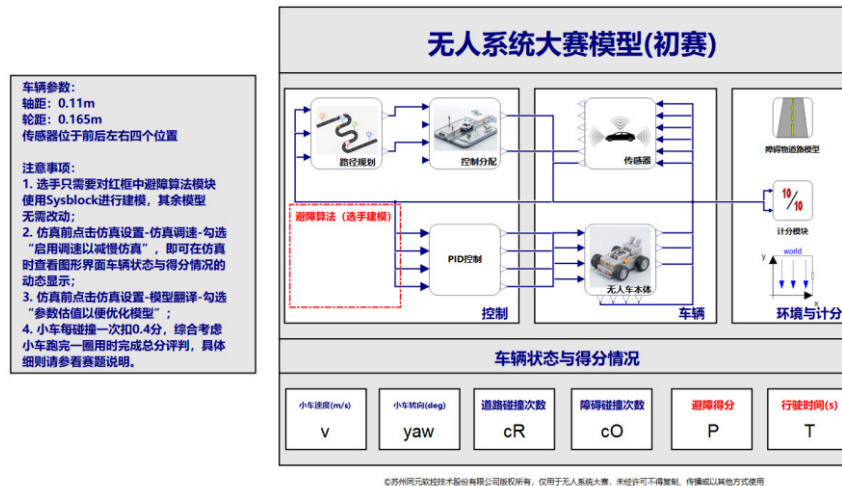 无人系统大赛模型(初赛)
车辆参数:
轴距:0.11m
轮距:0.165m
传感器位于前后左右四个位置
注意事项:
1. 选手只需要对红框中避障算法模块
使用Sysblock进行建模,其余模型
无需改动;
2. 仿真前点击仿真设置-仿真调速-勾选
“启用调速以减慢仿真”,即可在仿真
时查看图形界面车辆状态与得分情况的
动态显示;
3. 仿真前点击仿真设置-模型翻译-勾选
“参数估值以便优化模型”;
4. 小车每碰撞一次扣0.4分,综合考虑
小车跑完一圈用时完成总分评判,具体
细则请参看赛题说明。
路径规划
控制分配
传感器
障碍物道路模型
10
10
计分模块
避障算法(选手建模)
PID控制
无人车本体
world
y
x
控制
车辆
环境与计分
车辆状态与得分情况
小车速度(m/s)
v
小车转向(deg)
yaw
道路碰撞次数
cR
障碍碰撞次数
cO
避障得分
P
行驶时间(s)
T
©苏州同元软控技术股份有限公司版权所有,仅用于无人系统大赛,未经许可不得复制、传播或以其他方式使用